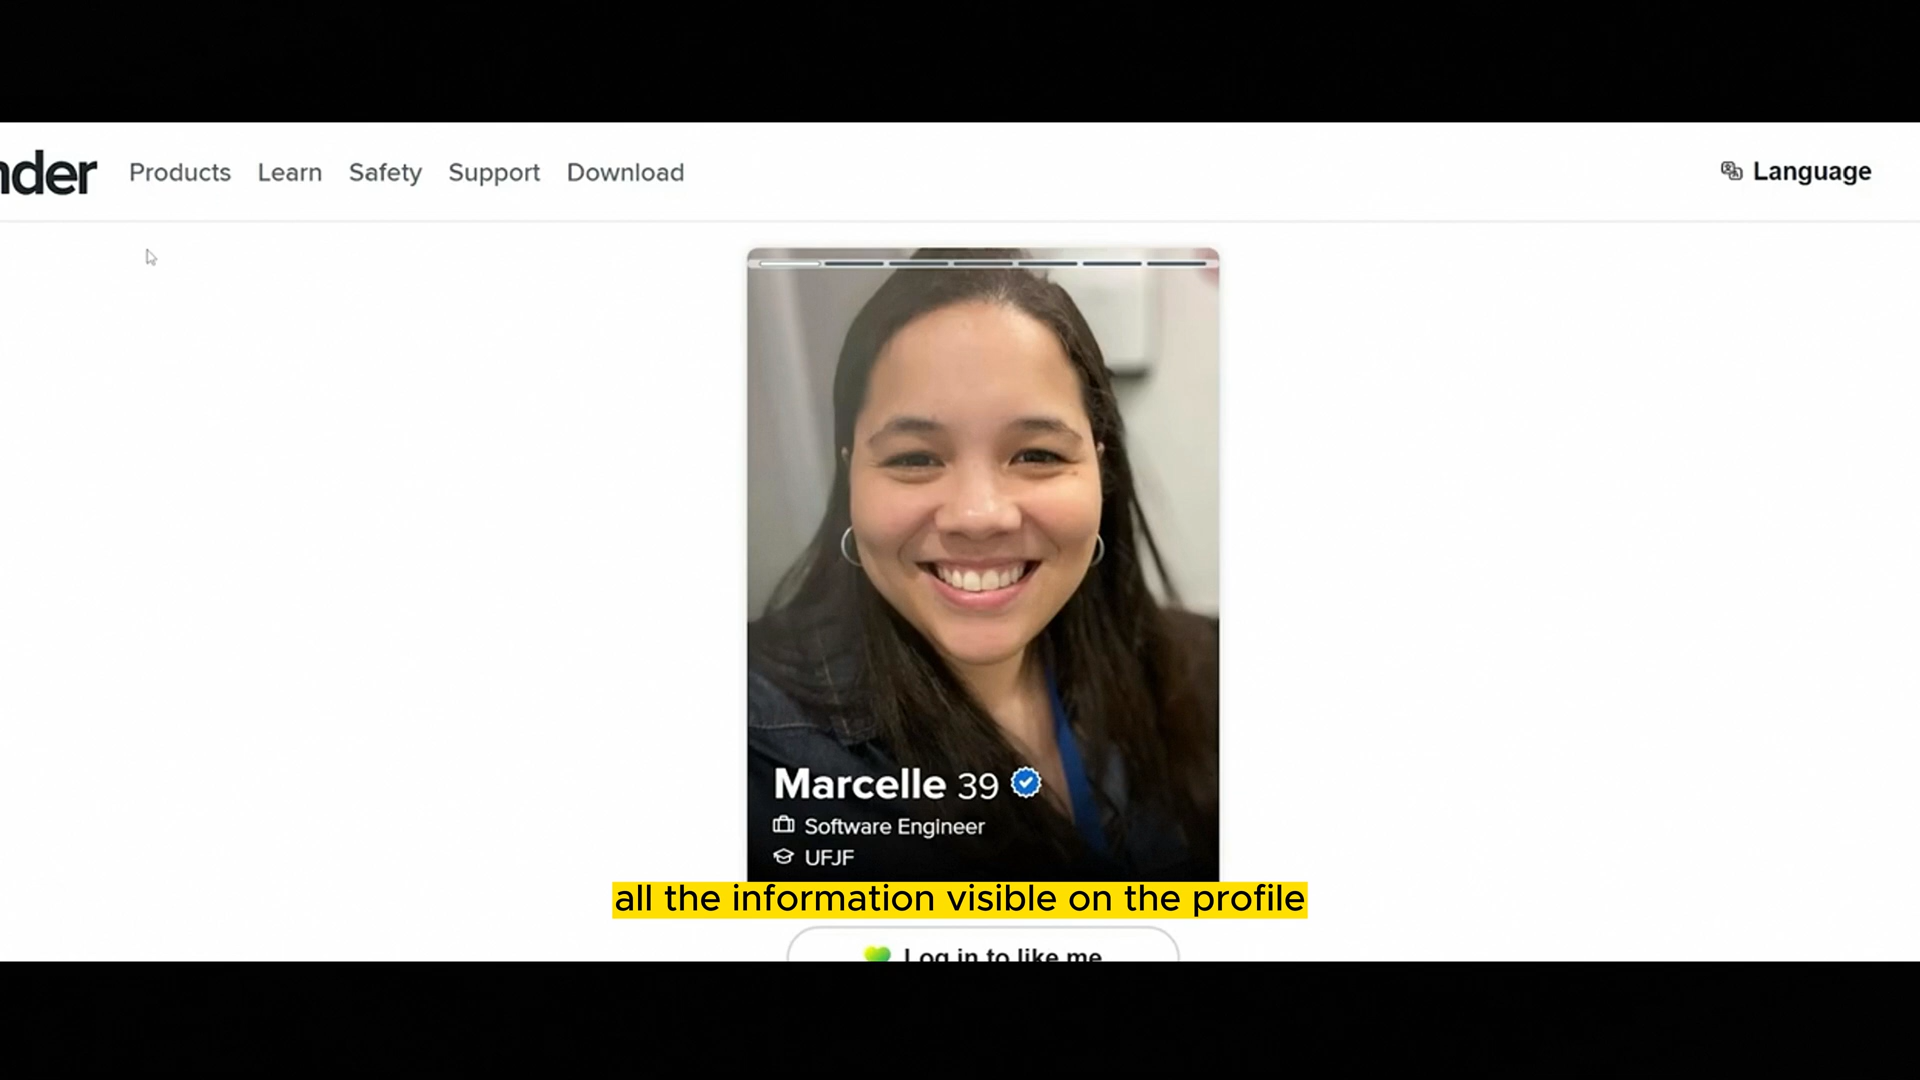 nder Products Learn Safety Support Download Language
Marcelle 39
Software Engineer
UFJF
all the information visible on the profile
Log in to like me